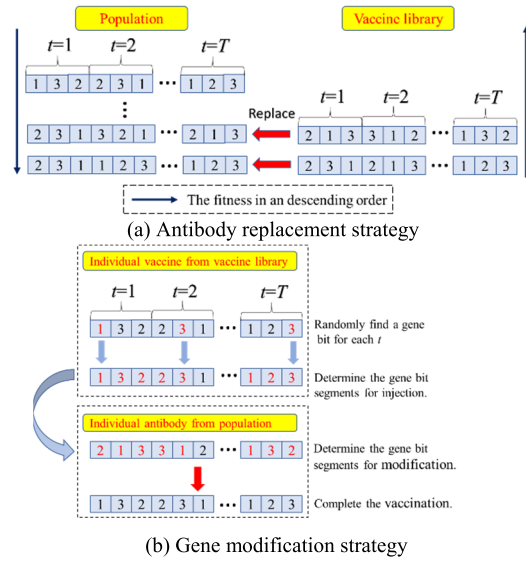 Population
Vaccine library
t=1 t=2 t=T
1 3 2 2 3 1 ••• 1 2 3
t=1 t=2 t=T
Replace
2 3 1 3 2 1 ••• 2 1 3
2 1 3 3 1 2 ••• 1 3 2
2 3 1 1 2 3 ••• 1 2 3
2 3 1 2 1 3 ••• 1 2 3
The fitness in an descending order
(a) Antibody replacement strategy
Individual vaccine from vaccine library
t=1 t=2 t=T
1 3 2 2 3 1 ••• 1 2 3
Randomly find a gene
bit for each t
1 3 2 2 3 1 ••• 1 2 3
Determine the gene bit
segments for injection.
Individual antibody from population
2 1 3 3 1 2 ••• 1 3 2
Determine the gene bit
segments for modification.
1 3 2 2 3 1 ••• 1 2 3
Complete the vaccination.
(b) Gene modification strategy